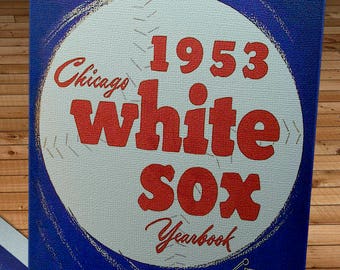 1953
Chicago
white
sox
Yearbook